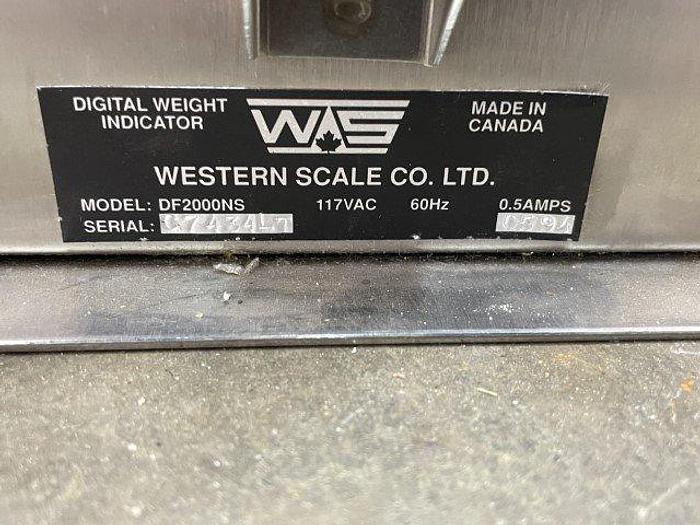 DIGITAL WEIGHT
INDICATOR
WS
MADE IN
CANADA
WESTERN SCALE CO. LTD.
MODEL: DF2000NS 117VAC 60Hz 0.5AMPS
SERIAL: